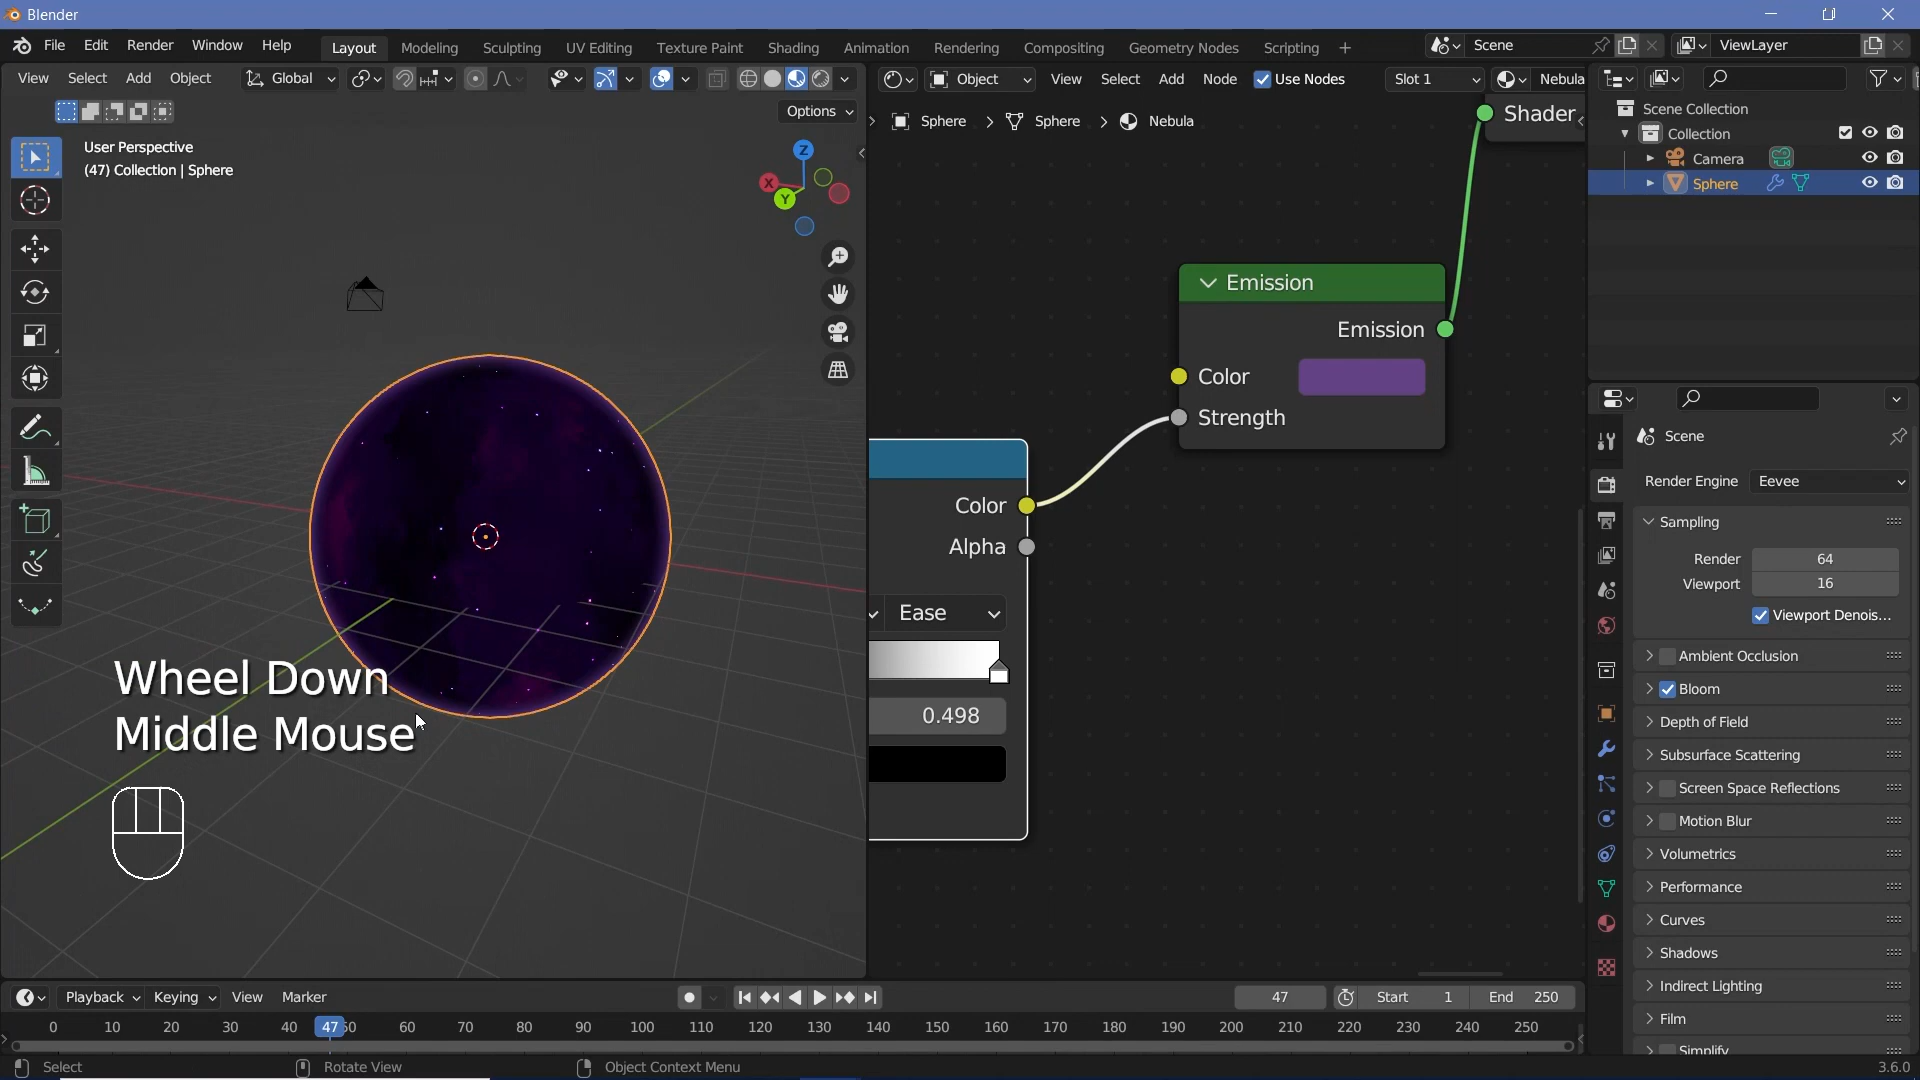 Blender
File Edit Render Window Help Layout Modeling Sculpting UV Editing Texture Paint Shading Animation Rendering Compositing Geometry Nodes Scripting + Scene ViewLayer
View Select Add Object Global Object View Select Add Node Use Nodes Slot 1 Nebula
Options
User Perspective
(47) Collection | Sphere
Z
X
Y
Wheel Down
Middle Mouse
Sphere > Sphere > Nebula
Shader
Emission
Emission
Color
Strength
Color
Alpha
Ease
0.498
Scene Collection
Collection
Camera
Sphere
Scene
Render Engine Eevee
Sampling
Render 64
Viewport 16
Viewport Denois...
Ambient Occlusion
Bloom
Depth of Field
Subsurface Scattering
Screen Space Reflections
Motion Blur
Volumetrics
Performance
Curves
Shadows
Indirect Lighting
Film
Simplify
Playback Keying View Marker 47 Start 1 End 250
0 10 20 30 40 47 50 60 70 80 90 100 110 120 130 140 150 160 170 180 190 200 210 220 230 240 250
Select Rotate View Object Context Menu 3.6.0